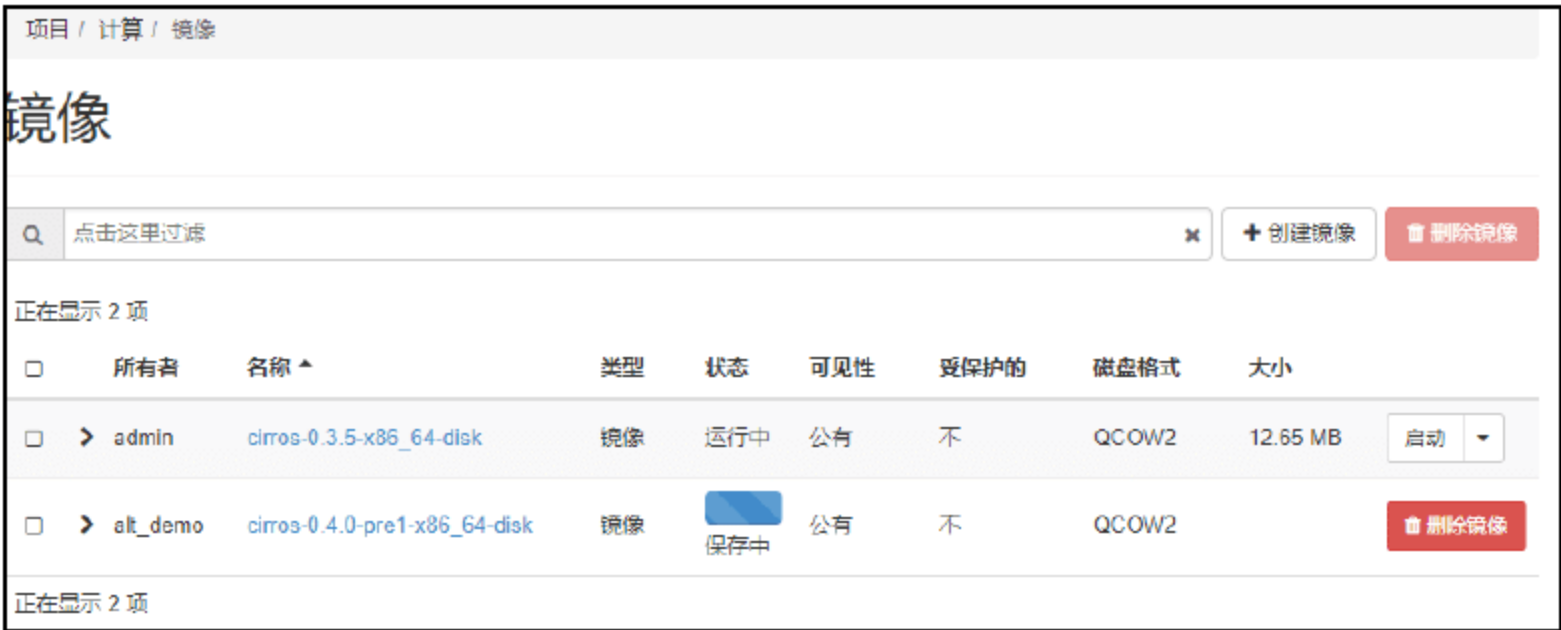 项目 / 计算 / 镜像
镜像
点击这里过滤 ✖ + 创建镜像 删除镜像
正在显示 2 项
所有者 名称 类型 状态 可见性 受保护的 磁盘格式 大小
admin cirros-0.3.5-x86_64-disk 镜像 运行中 公有 不 QCOW2 12.65 MB 启动
alt_demo cirros-0.4.0-pre1-x86_64-disk 镜像 保存中 公有 不 QCOW2 删除镜像
正在显示 2 项